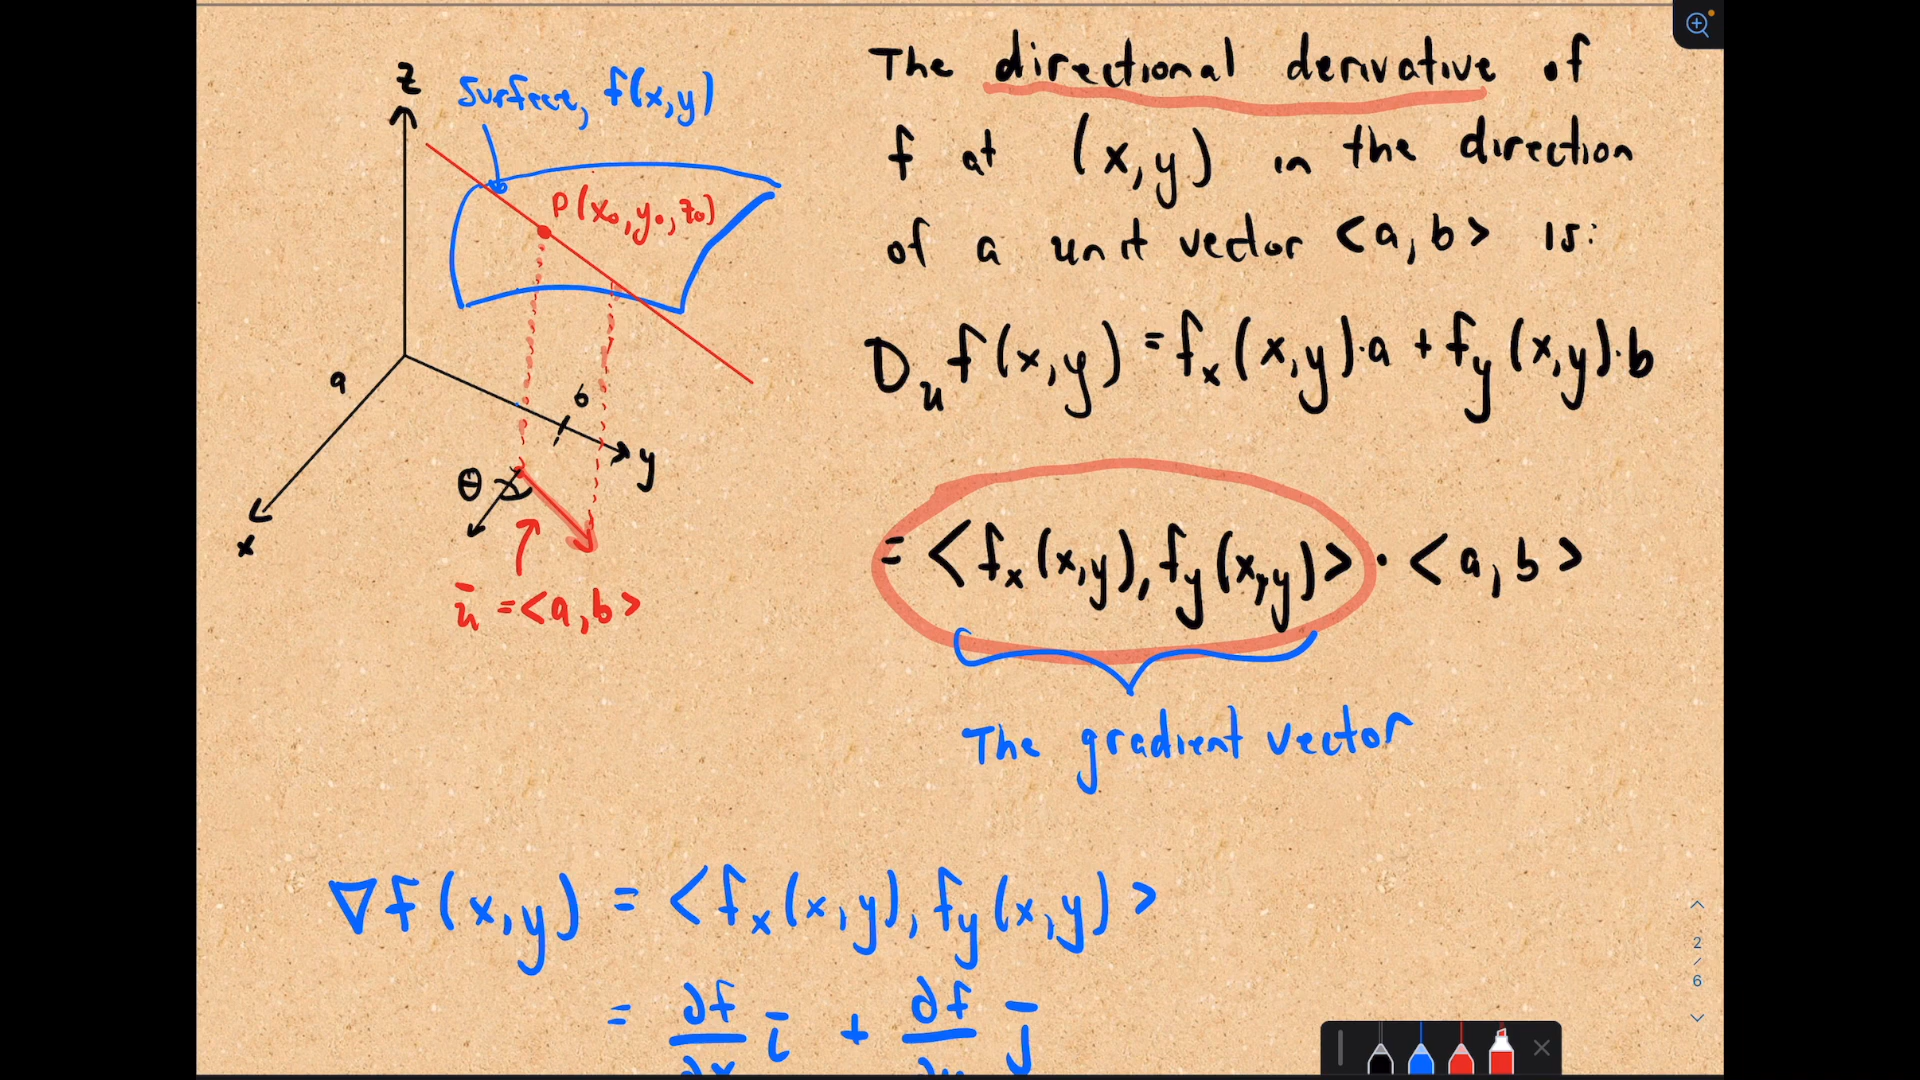 z
surface, f(x,y)
P(x₀,y₀,z₀)
a
b
y
θ
x
ū = <a,b>
The directional derivative of
f at (x,y) in the direction
of a unit vector <a,b> is:
Dᵤf(x,y) = fₓ(x,y)·a + f_y(x,y)·b
= <fₓ(x,y), f_y(x,y)> · <a,b>
The gradient vector
∇f(x,y) = <fₓ(x,y), f_y(x,y)>
= ∂f/∂x i̅ + ∂f/∂y j̅
2
/
6